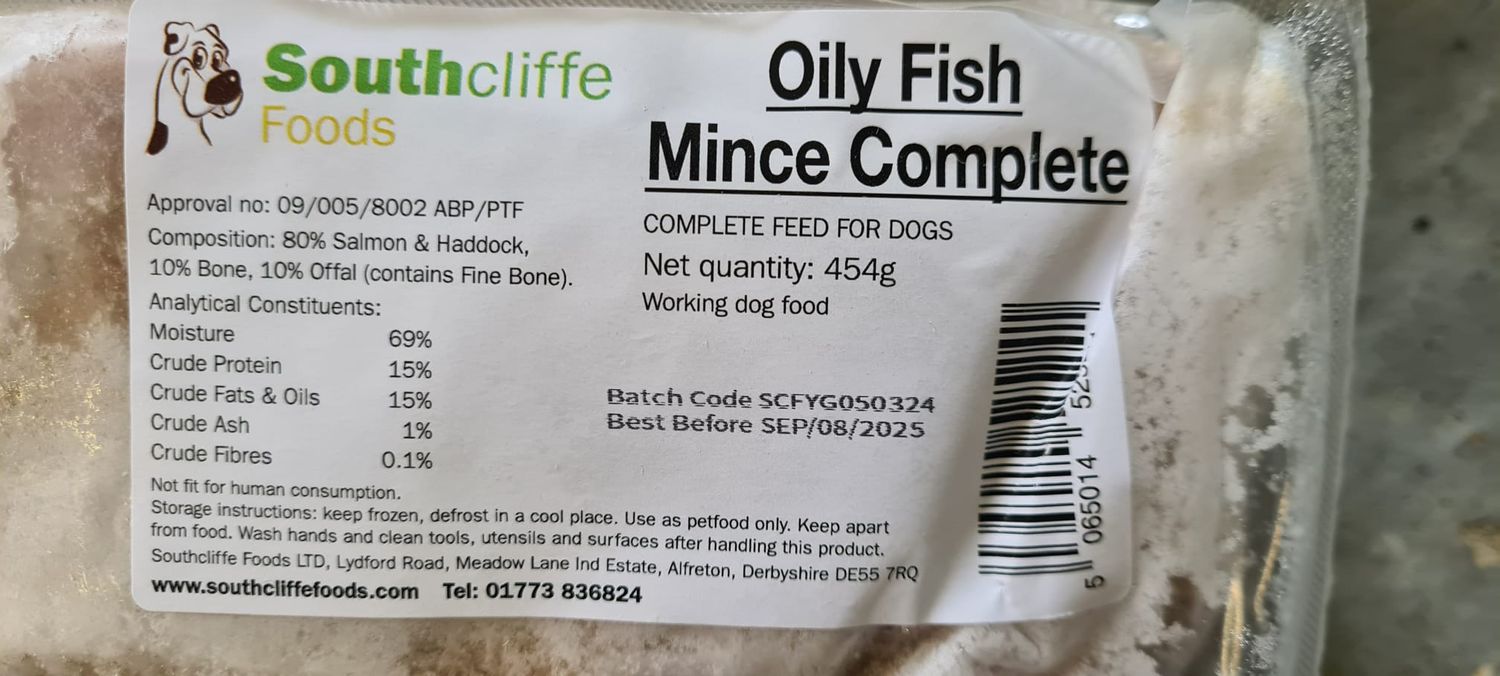 Southcliffe
Foods
Oily Fish
Mince Complete
Approval no: 09/005/8002 ABP/PTF
Composition: 80% Salmon & Haddock,
10% Bone, 10% Offal (contains Fine Bone).
Analytical Constituents:
Moisture 69%
Crude Protein 15%
Crude Fats & Oils 15%
Crude Ash 1%
Crude Fibres 0.1%
COMPLETE FEED FOR DOGS
Net quantity: 454g
Working dog food
Batch Code SCFYG050324
Best Before SEP/08/2025
Not fit for human consumption.
Storage instructions: keep frozen, defrost in a cool place. Use as petfood only. Keep apart
from food. Wash hands and clean tools, utensils and surfaces after handling this product.
Southcliffe Foods LTD, Lydford Road, Meadow Lane Ind Estate, Alfreton, Derbyshire DE55 7RQ
www.southcliffefoods.com Tel: 01773 836824
5 065014